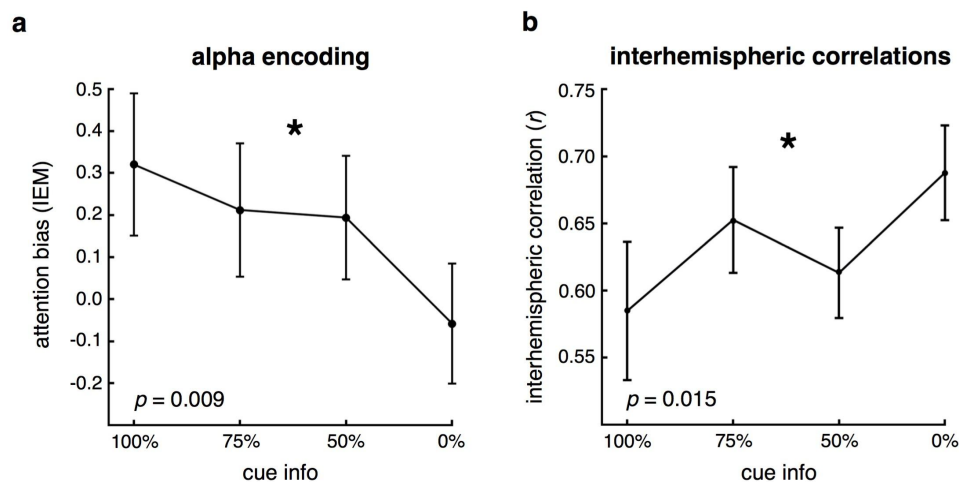 a
alpha encoding
attention bias (IEM)
0.5
0.4
0.3
0.2
0.1
0.0
-0.1
-0.2
*
p = 0.009
100% 75% 50% 0%
cue info
b
interhemispheric correlations
interhemispheric correlation (r)
0.75
0.70
0.65
0.60
0.55
*
p = 0.015
100% 75% 50% 0%
cue info